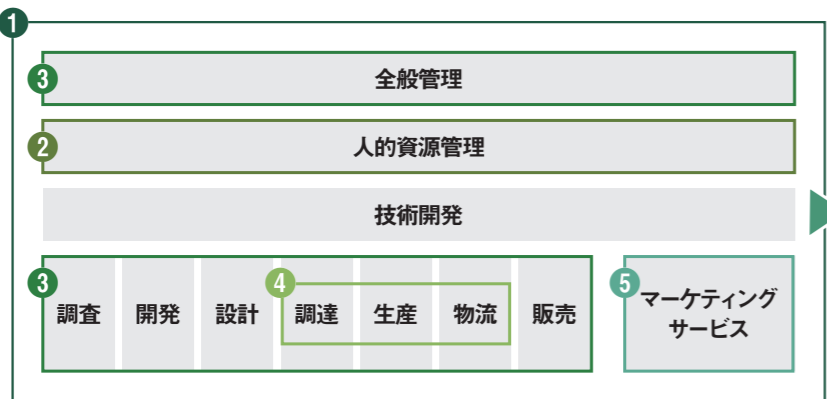 1
3
全般管理
2
人的資源管理
技術開発
3
調査
開発
設計
4
調達
生産
物流
販売
5
マーケティング
サービス